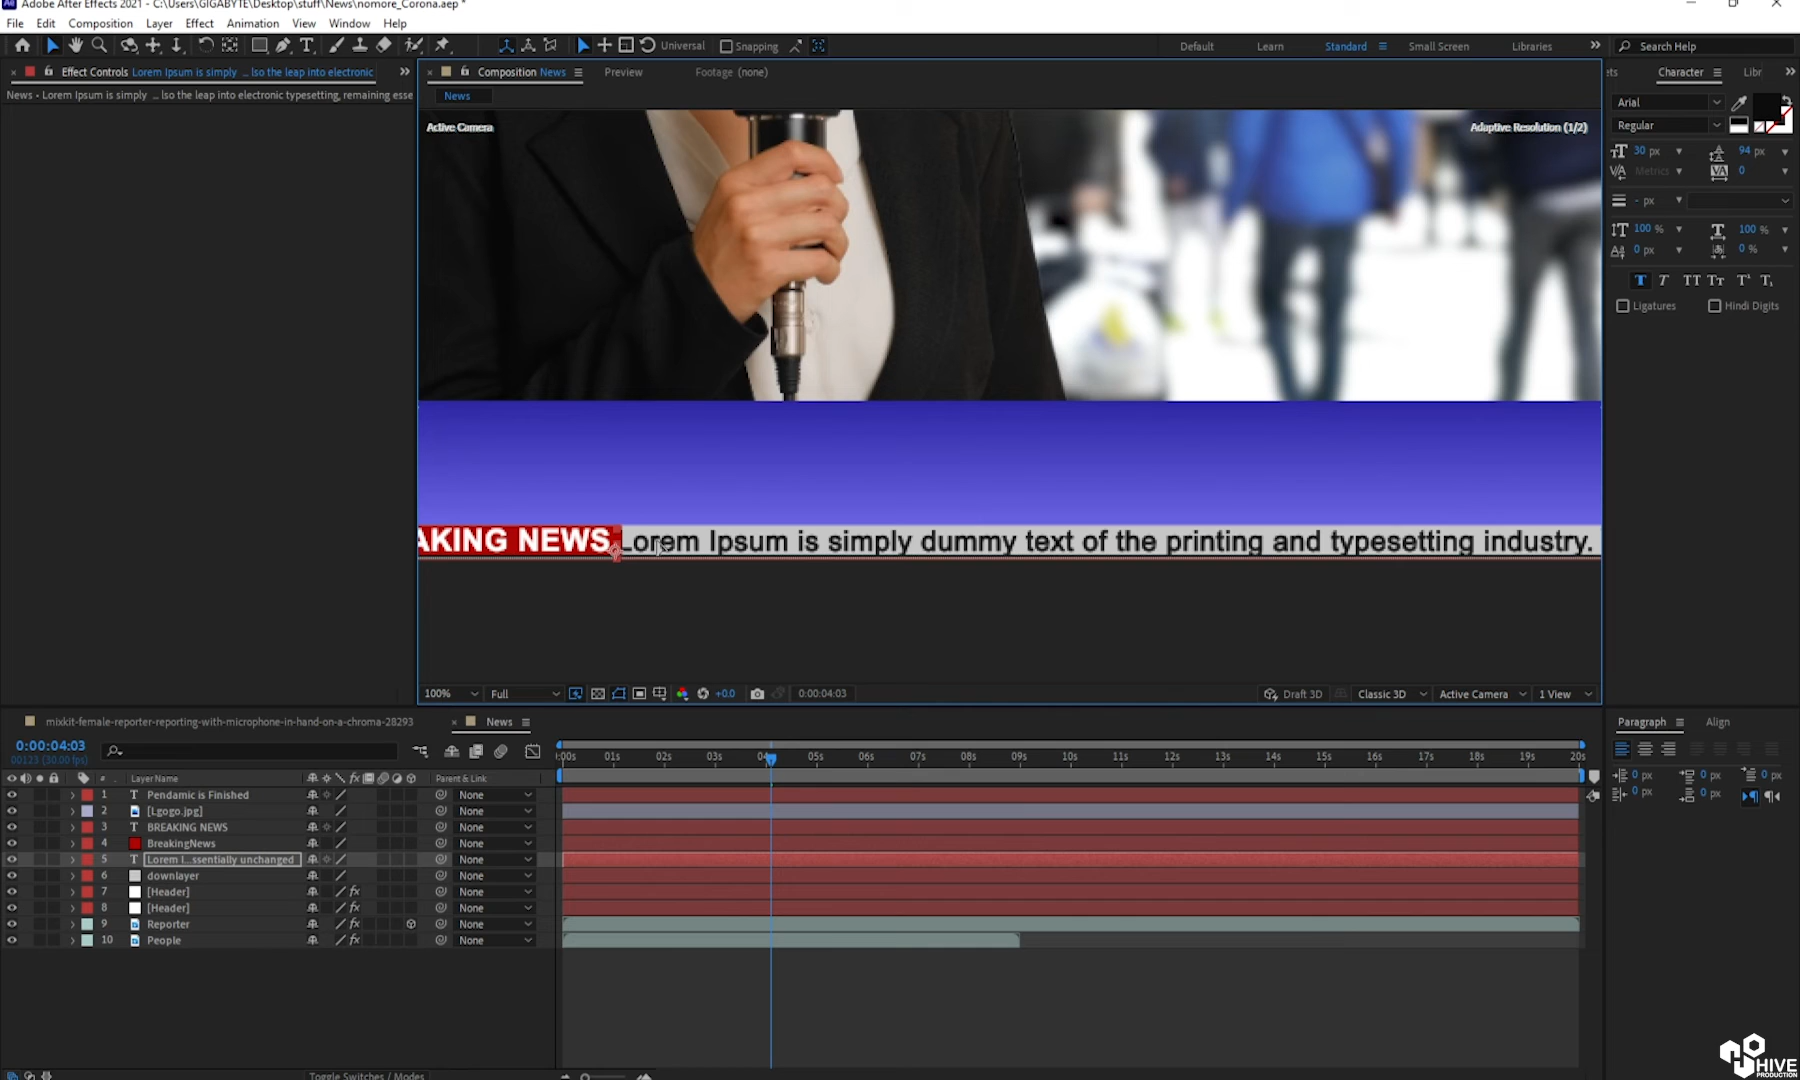 Adobe After Effects 2021 - C:\Users\GIGABYTE\Desktop\stuff\News\nomore_Corona.aep *
File Edit Composition Layer Effect Animation View Window Help
Universal Snapping Default Learn Standard Small Screen Libraries Search Help
Effect Controls Lorem Ipsum is simply ... lso the leap into electronic
Composition News Preview Footage (none)
Character Libr
News • Lorem Ipsum is simply ... lso the leap into electronic typesetting, remaining esse
News
Arial
Regular
Active Camera
Adaptive Resolution (1/2)
30 px 94 px
Metrics 0
- px
100 % 100 %
0 px 0 %
T T TT Tt T¹ T₁
Ligatures Hindi Digits
AKING NEWS Lorem Ipsum is simply dummy text of the printing and typesetting industry.
100% Full +0.0 0:00:04:03 Draft 3D Classic 3D Active Camera 1 View
mixkit-female-reporter-reporting-with-microphone-in-hand-on-a-chroma-28293 News
Paragraph Align
0:00:04:03
00123 (30.00 fps)
:00s 01s 02s 03s 04s 05s 06s 07s 08s 09s 10s 11s 12s 13s 14s 15s 16s 17s 18s 19s 20s
# Layer Name Parent & Link
0 px 0 px 0 px
0 px 0 px
1 T Pendamic is Finished None
2 [Lgogo.jpg] None
3 T BREAKING NEWS None
4 BreakingNews None
5 T Lorem I...ssentially unchanged None
6 downlayer None
7 [Header] fx None
8 [Header] fx None
9 Reporter fx None
10 People fx None
Toggle Switches / Modes
HIVE
PRODUCTION